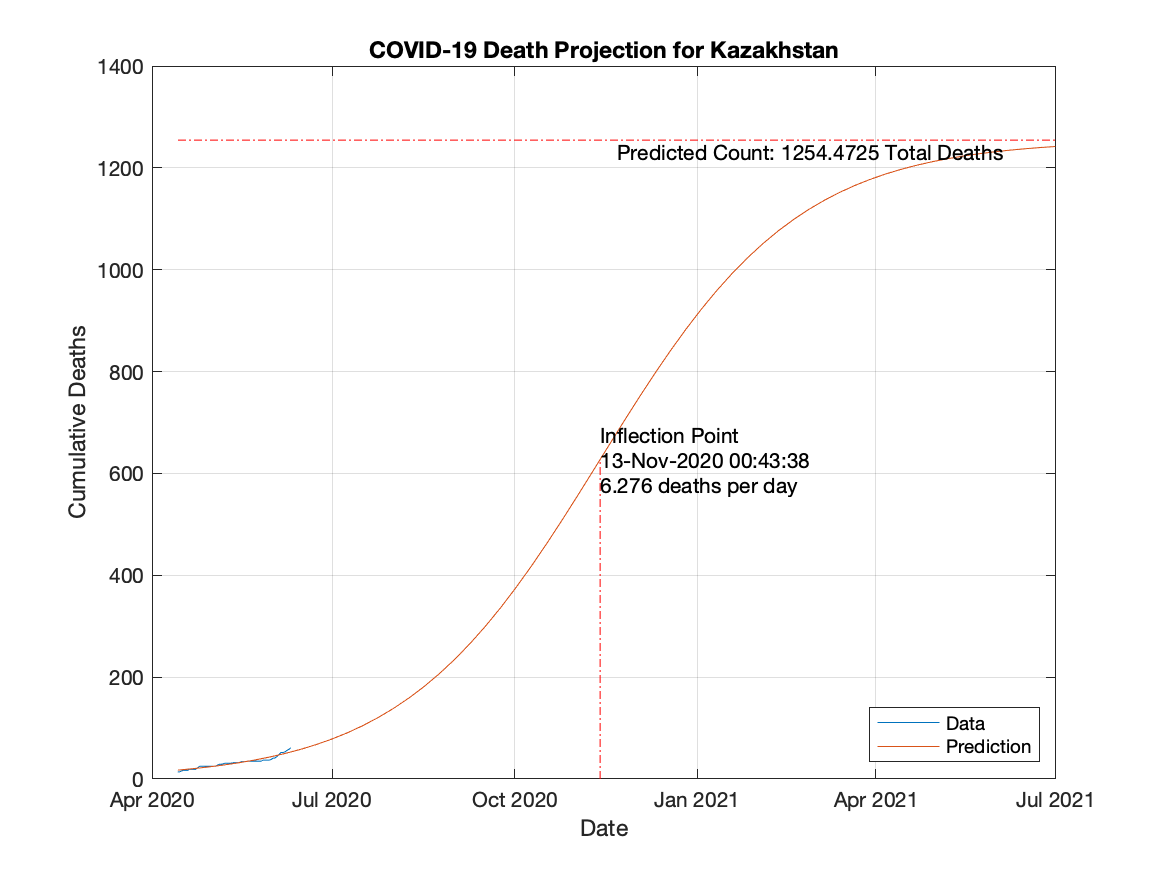 COVID-19 Death Projection for Kazakhstan
1400
1200
1000
800
600
400
200
0
Cumulative Deaths
Predicted Count: 1254.4725 Total Deaths
Inflection Point
13-Nov-2020 00:43:38
6.276 deaths per day
Data
Prediction
Apr 2020
Jul 2020
Oct 2020
Jan 2021
Apr 2021
Jul 2021
Date